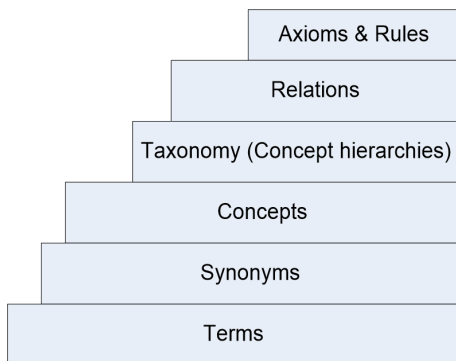 Axioms & Rules
Relations
Taxonomy (Concept hierarchies)
Concepts
Synonyms
Terms